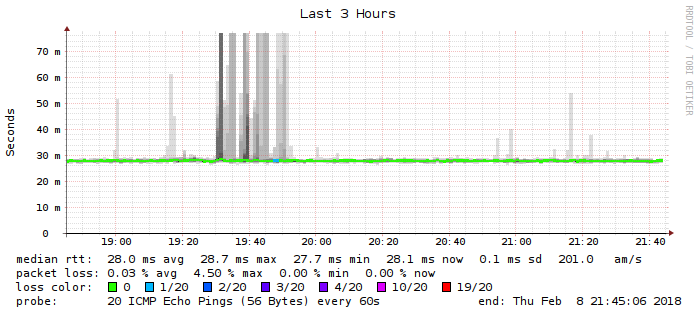 Last 3 Hours
RRDTOOL / TOBI OETIKER
Seconds
70 m
60 m
50 m
40 m
30 m
20 m
10 m
0
19:00 19:20 19:40 20:00 20:20 20:40 21:00 21:20 21:40
median rtt: 28.0 ms avg 28.7 ms max 27.7 ms min 28.1 ms now 0.1 ms sd 201.0 am/s
packet loss: 0.03 % avg 4.50 % max 0.00 % min 0.00 % now
loss color: 0 1/20 2/20 3/20 4/20 10/20 19/20
probe: 20 ICMP Echo Pings (56 Bytes) every 60s end: Thu Feb 8 21:45:06 2018